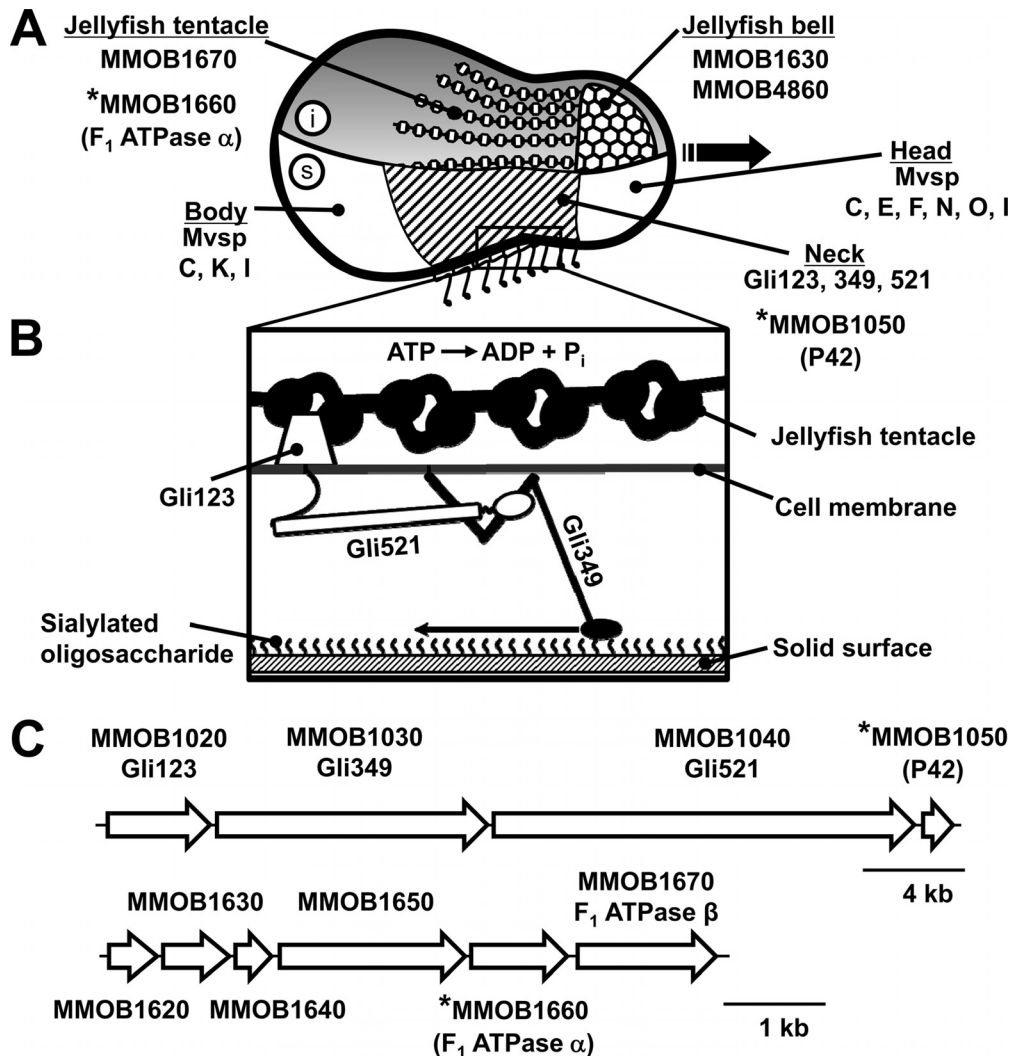 A
Jellyfish tentacle
MMOB1670
*MMOB1660
(F₁ ATPase α)
Jellyfish bell
MMOB1630
MMOB4860
i
s
Body
Mvsp
C, K, I
Head
Mvsp
C, E, F, N, O, I
Neck
Gli123, 349, 521
*MMOB1050
(P42)
B
ATP → ADP + Pᵢ
Jellyfish tentacle
Gli123
Cell membrane
Gli521
Gli349
Sialylated
oligosaccharide
Solid surface
C
MMOB1020
Gli123
MMOB1030
Gli349
MMOB1040
Gli521
*MMOB1050
(P42)
4 kb
MMOB1630
MMOB1650
MMOB1670
F₁ ATPase β
MMOB1620
MMOB1640
*MMOB1660
(F₁ ATPase α)
1 kb